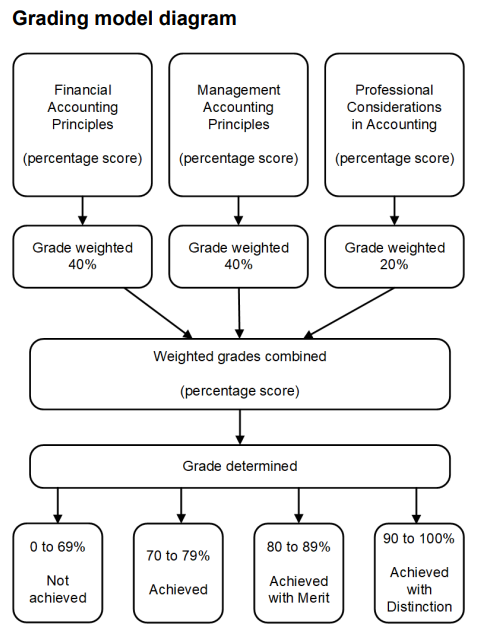 Grading model diagram
Financial
Accounting
Principles
(percentage score)
Management
Accounting
Principles
(percentage score)
Professional
Considerations
in Accounting
(percentage score)
Grade weighted
40%
Grade weighted
40%
Grade weighted
20%
Weighted grades combined
(percentage score)
Grade determined
0 to 69%
Not
achieved
70 to 79%
Achieved
80 to 89%
Achieved
with Merit
90 to 100%
Achieved
with
Distinction